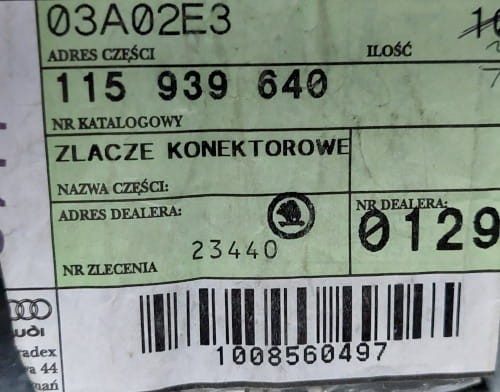 03A02E3
ADRES CZĘŚCI ILOŚĆ
115 939 640
NR KATALOGOWY
ZLACZE KONEKTOROWE
NAZWA CZĘŚCI:
ADRES DEALERA: NR DEALERA:
23440 0129
NR ZLECENIA
1008560497